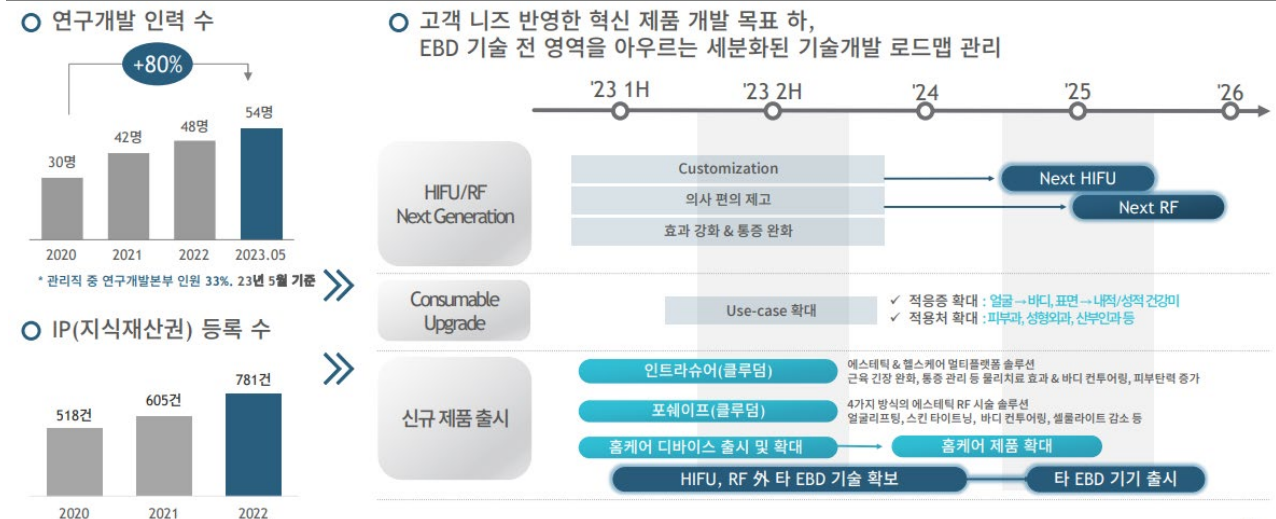 연구개발 인력 수
+80%
30명
42명
48명
54명
2020
2021
2022
2023.05
* 관리직 중 연구개발본부 인원 33%. 23년 5월 기준
IP(지식재산권) 등록 수
518건
605건
781건
2020
2021
2022
고객 니즈 반영한 혁신 제품 개발 목표 하,
EBD 기술 전 영역을 아우르는 세분화된 기술개발 로드맵 관리
'23 1H
'23 2H
'24
'25
'26
HIFU/RF
Next Generation
Customization
의사 편의 제고
효과 강화 & 통증 완화
Next HIFU
Next RF
Consumable
Upgrade
Use-case 확대
✓ 적응증 확대 : 얼굴→바디, 표면→내적/성적 건강미
✓ 적용처 확대 : 피부과, 성형외과, 산부인과 등
신규 제품 출시
인트라슈어(클루덤)
에스테틱 & 헬스케어 멀티플랫폼 솔루션
근육 긴장 완화, 통증 관리 등 물리치료 효과 & 바디 컨투어링, 피부탄력 증가
포쉐이프(클루덤)
4가지 방식의 에스테틱 RF 시술 솔루션
얼굴리프팅, 스킨 타이트닝, 바디 컨투어링, 셀룰라이트 감소 등
홈케어 디바이스 출시 및 확대
홈케어 제품 확대
HIFU, RF 外 타 EBD 기술 확보
타 EBD 기기 출시